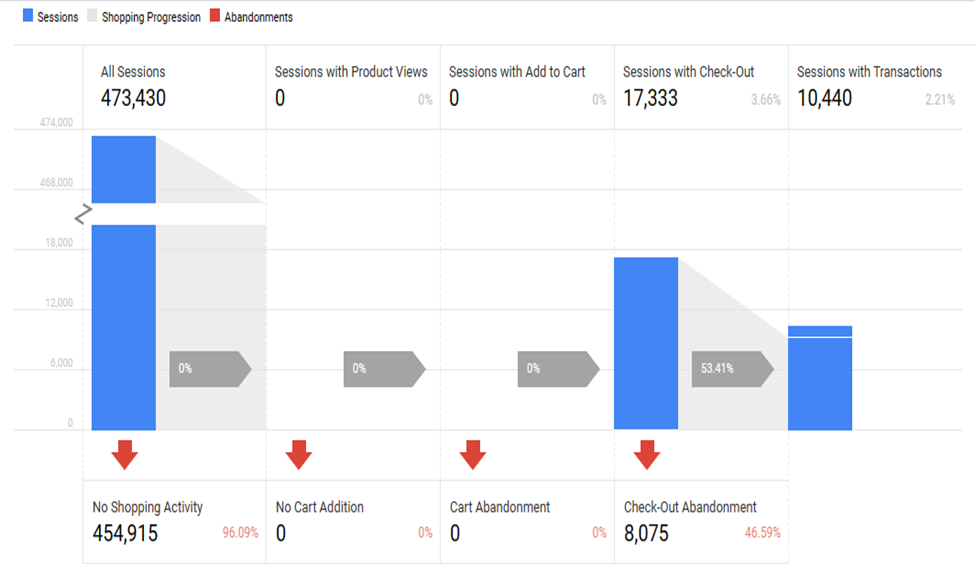 Sessions Shopping Progression Abandonments
All Sessions Sessions with Product Views Sessions with Add to Cart Sessions with Check-Out Sessions with Transactions
473,430 0 0% 0 0% 17,333 3.66% 10,440 2.21%
474,000
468,000
18,000
12,000
6,000
0% 0% 0% 53.41%
0
No Shopping Activity No Cart Addition Cart Abandonment Check-Out Abandonment
454,915 96.09% 0 0% 0 0% 8,075 46.59%